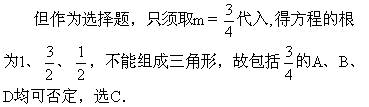 但作为选择题，只须取m = 3/4 代入,得方程的根
为1、3/2、1/2，不能组成三角形，故包括3/4的A、B、
D均可否定，选C．